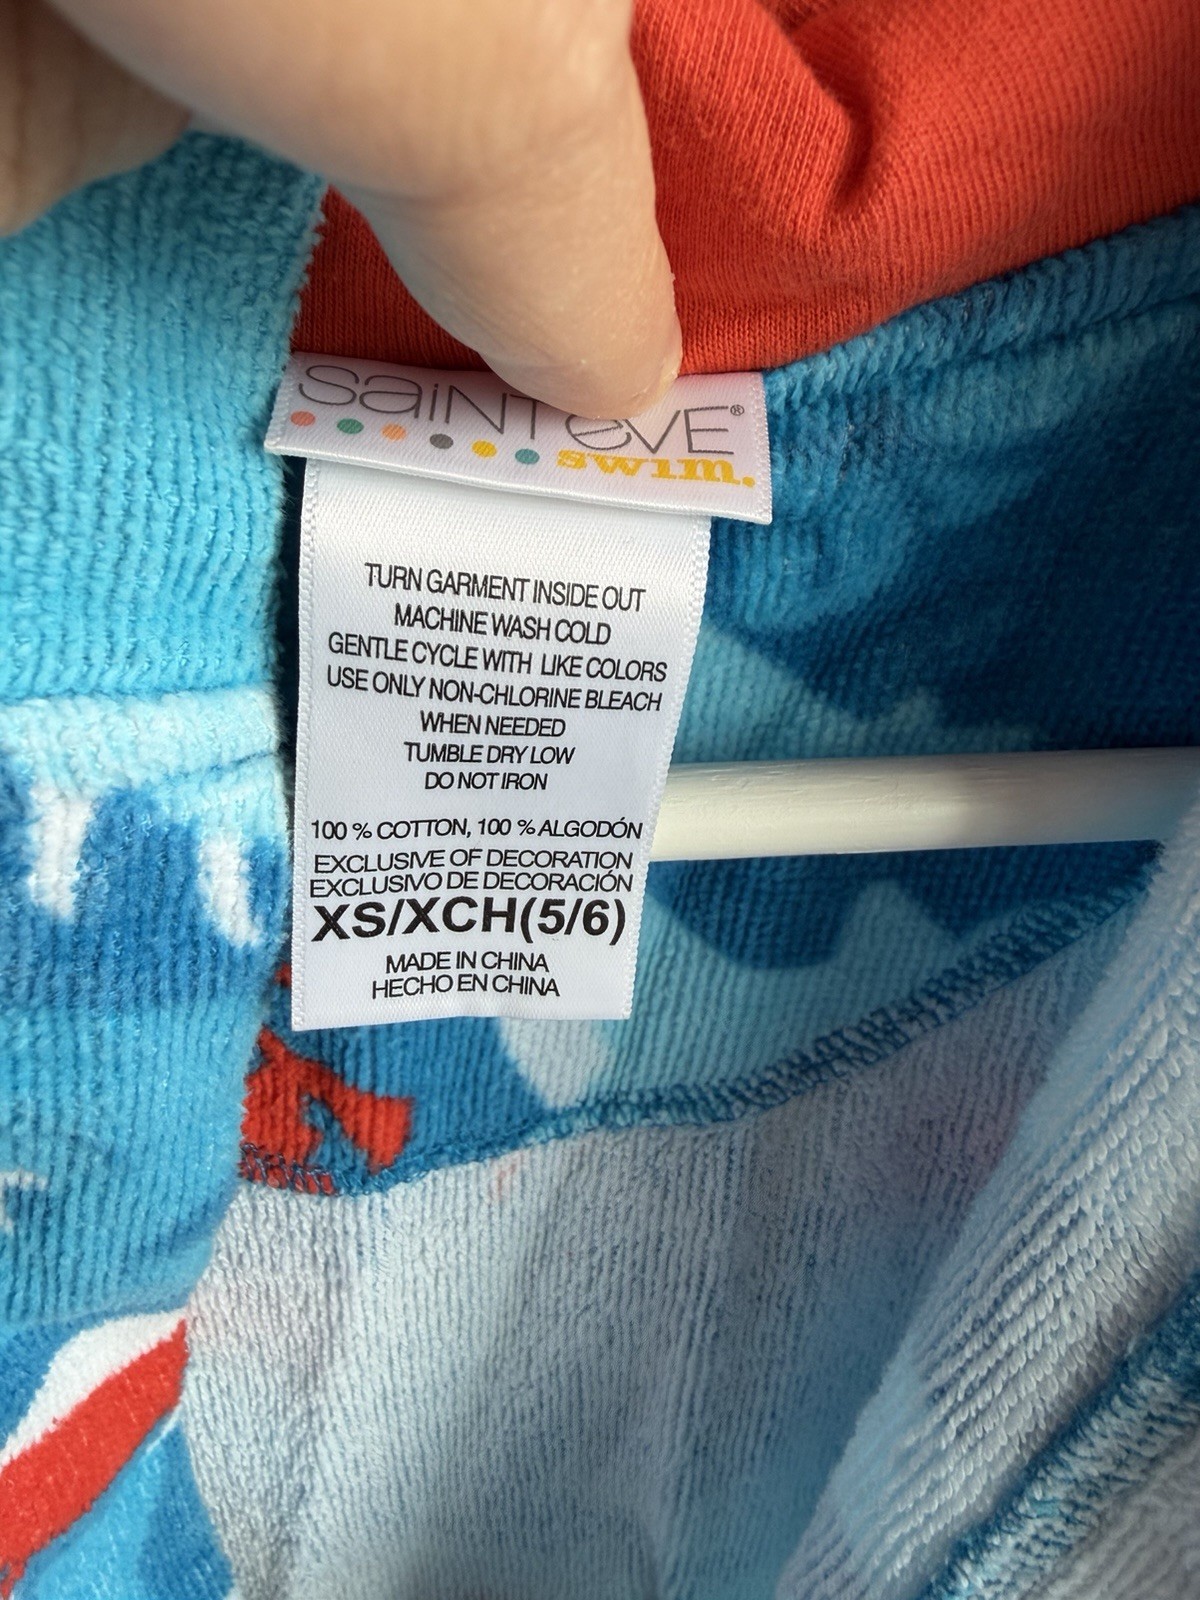 SaiNT eVE®
swim.
TURN GARMENT INSIDE OUT
MACHINE WASH COLD
GENTLE CYCLE WITH LIKE COLORS
USE ONLY NON-CHLORINE BLEACH
WHEN NEEDED
TUMBLE DRY LOW
DO NOT IRON
100 % COTTON, 100 % ALGODÓN
EXCLUSIVE OF DECORATION
EXCLUSIVO DE DECORACIÓN
XS/XCH(5/6)
MADE IN CHINA
HECHO EN CHINA